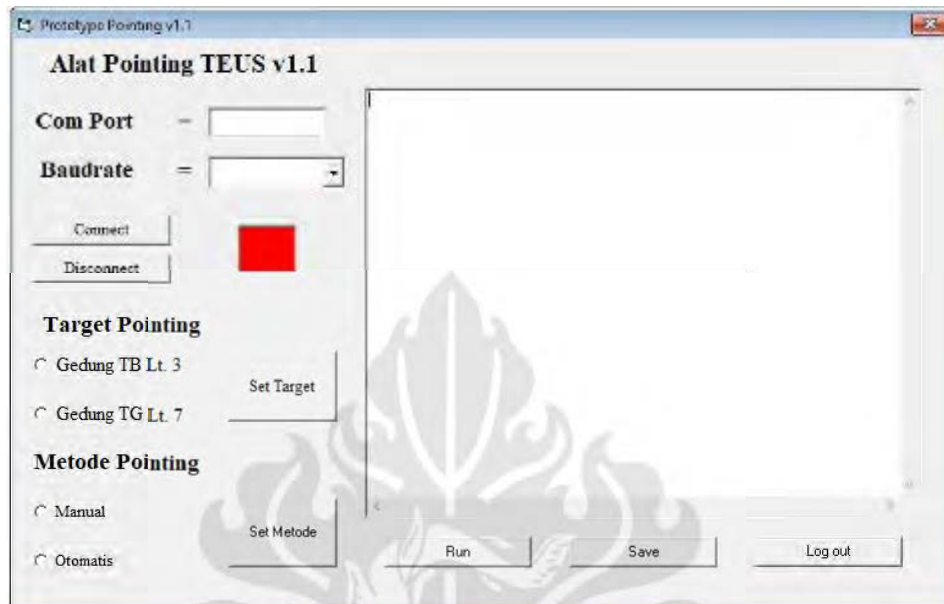 Prototype Pointing v1.1
Alat Pointing TEUS v1.1
Com Port =
Baudrate =
Connect
Disconnect
Target Pointing
Gedung TB Lt. 3
Gedung TG Lt. 7
Set Target
Metode Pointing
Manual
Otomatis
Set Metode
Run
Save
Log out